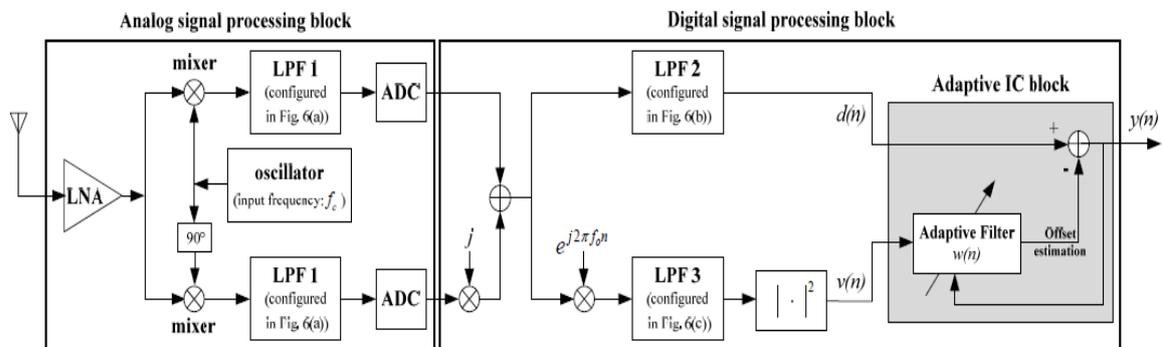 Analog signal processing block
Digital signal processing block
mixer
LPF 1
(configured
in Fig. 6(a))
ADC
LNA
oscillator
(input frequency: f_c)
90°
LPF 1
(configured
in Fig. 6(a))
ADC
mixer
j
e^{j2πf_o n}
LPF 2
(configured
in Fig. 6(b))
d(n)
LPF 3
(configured
in Fig. 6(c))
| · |^2
v(n)
Adaptive IC block
+
-
y(n)
Adaptive Filter
w(n)
Offset
estimation